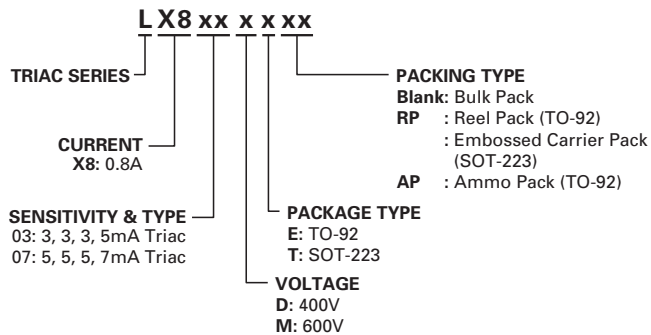 L X8 xx x x xx
TRIAC SERIES
CURRENT
X8: 0.8A
SENSITIVITY & TYPE
03: 3, 3, 3, 5mA Triac
07: 5, 5, 5, 7mA Triac
PACKING TYPE
Blank: Bulk Pack
RP : Reel Pack (TO-92)
: Embossed Carrier Pack
(SOT-223)
AP : Ammo Pack (TO-92)
PACKAGE TYPE
E: TO-92
T: SOT-223
VOLTAGE
D: 400V
M: 600V